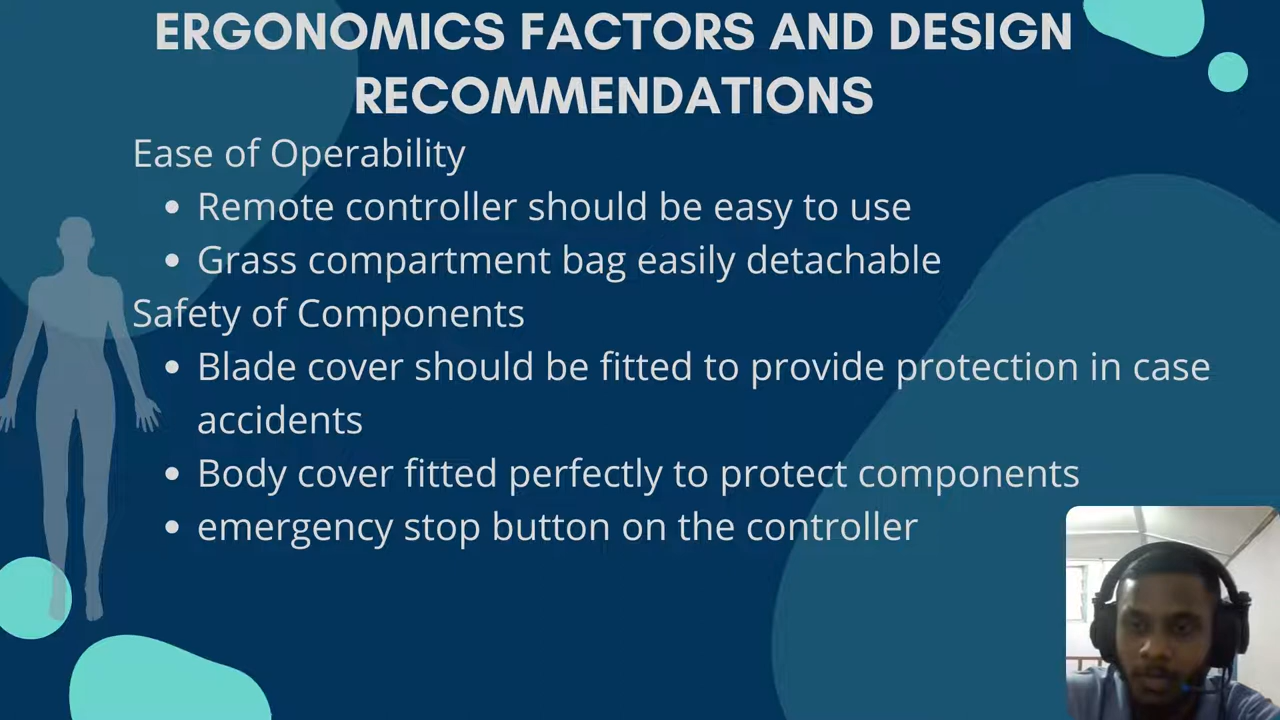 ERGONOMICS FACTORS AND DESIGN
RECOMMENDATIONS
Ease of Operability
• Remote controller should be easy to use
• Grass compartment bag easily detachable
Safety of Components
• Blade cover should be fitted to provide protection in case
accidents
• Body cover fitted perfectly to protect components
• emergency stop button on the controller